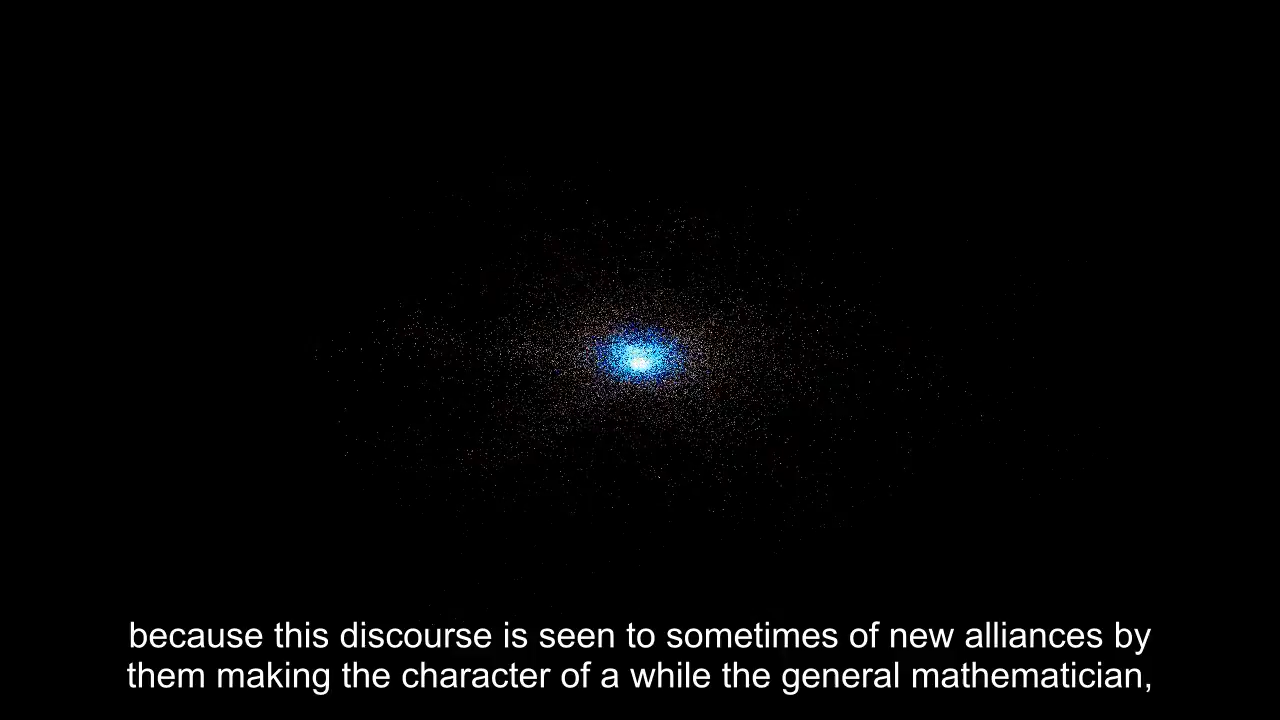 because this discourse is seen to sometimes of new alliances by
them making the character of a while the general mathematician,